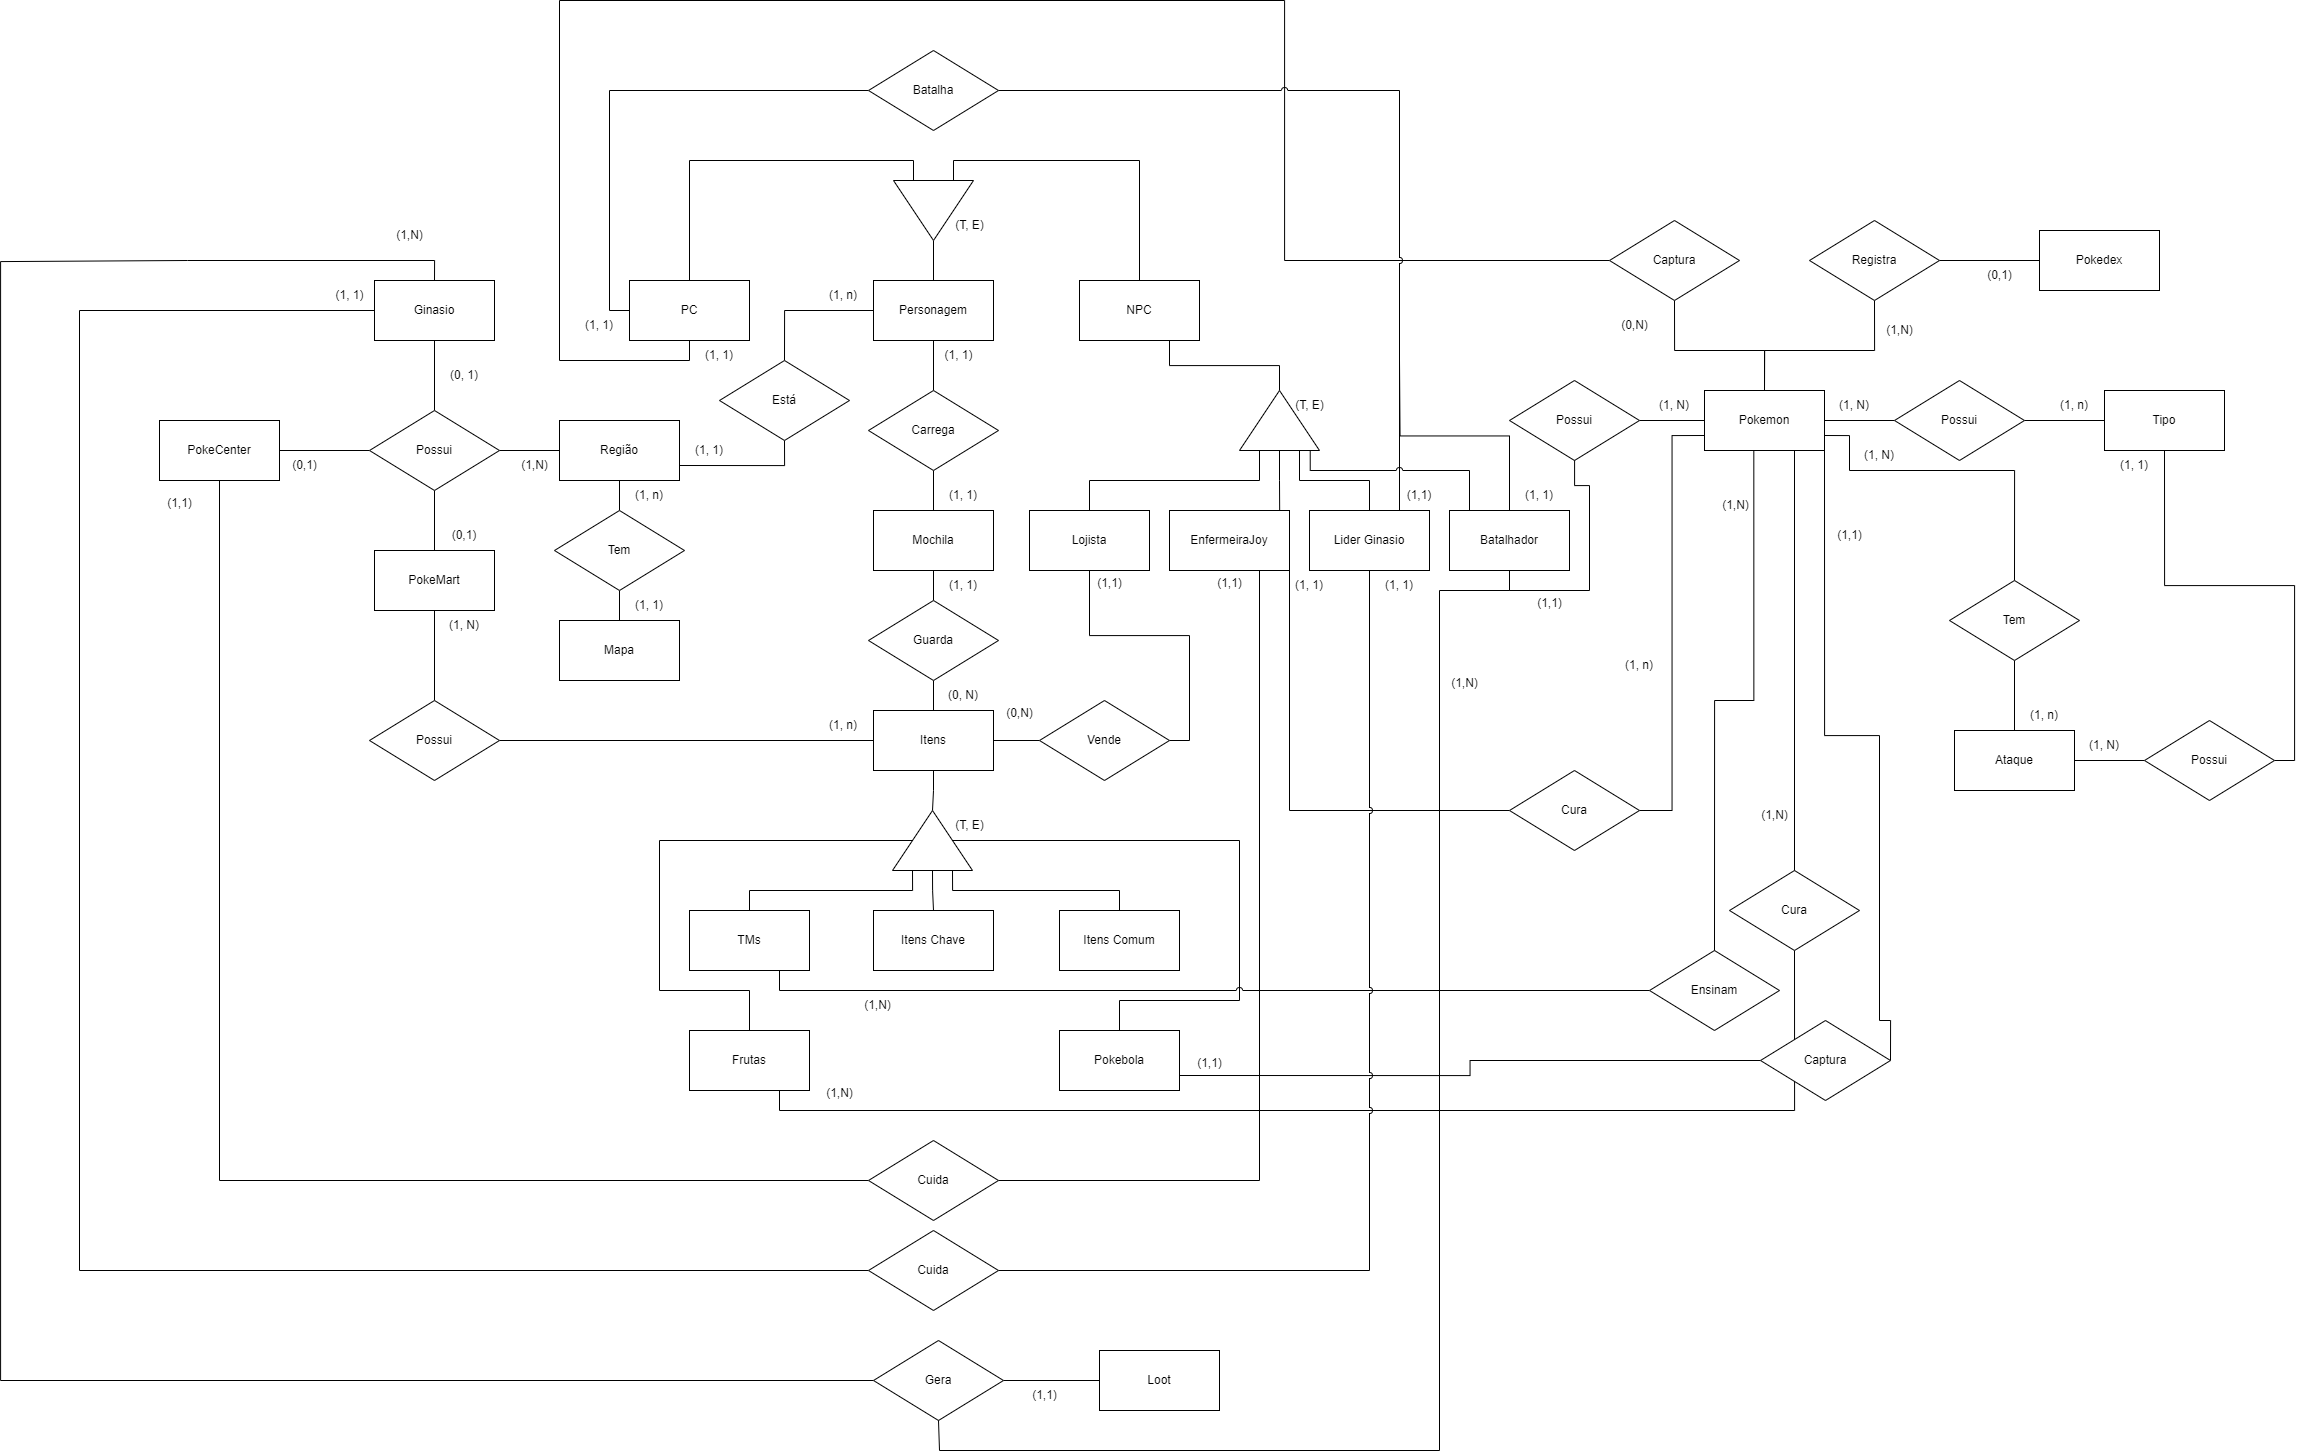 Batalha
(T, E)
(1,N)
Captura
Registra
Pokedex
(0,1)
(1, 1)
Ginasio
(1, 1)
PC
(1, 1)
(1, n)
Personagem
NPC
(0,N)
(1,N)
(0, 1)
Está
(1, 1)
Carrega
(T, E)
Possui
(1, N)
Pokemon
(1, N)
Possui
(1, n)
Tipo
PokeCenter
(0,1)
Possui
(1,N)
Região
(1, 1)
(1, N)
(1, 1)
(1,1)
(1, n)
(1, 1)
(1,1)
(1, 1)
(1,N)
(0,1)
Tem
Mochila
Lojista
EnfermeiraJoy
Lider Ginasio
Batalhador
(1,1)
PokeMart
(1, 1)
(1,1)
(1,1)
(1, 1)
(1, 1)
(1,1)
(1, N)
(1, 1)
Mapa
Guarda
Tem
(1, n)
(1,N)
(0, N)
(0,N)
Possui
(1, n)
Itens
Vende
(1, n)
Ataque
(1, N)
Possui
Cura
(1,N)
(T, E)
TMs
Itens Chave
Itens Comum
Cura
(1,N)
Ensinam
Frutas
Pokebola
(1,1)
Captura
(1,N)
Cuida
Cuida
Gera
(1,1)
Loot